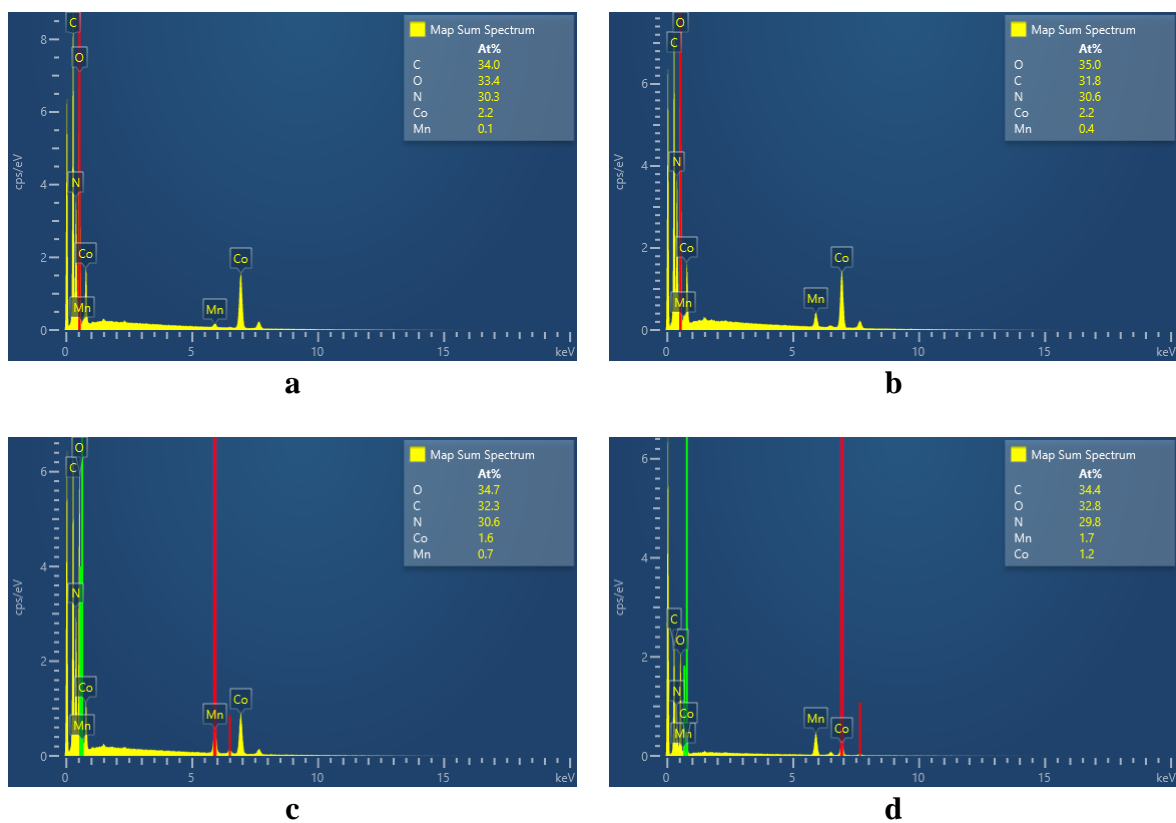 Map Sum Spectrum
At%
C 34.0
O 33.4
N 30.3
Co 2.2
Mn 0.1
cps/eV
8
6
4
2
0
C
O
N
Co
Mn
Mn
Co
0 5 10 15 keV
a
Map Sum Spectrum
At%
O 35.0
C 31.8
N 30.6
Co 2.2
Mn 0.4
cps/eV
6
4
2
0
O
C
N
Co
Mn
Mn
Co
0 5 10 15 keV
b
Map Sum Spectrum
At%
O 34.7
C 32.3
N 30.6
Co 1.6
Mn 0.7
cps/eV
6
4
2
0
O
C
N
Co
Mn
Mn
Co
0 5 10 15 keV
c
Map Sum Spectrum
At%
C 34.4
O 32.8
N 29.8
Mn 1.7
Co 1.2
cps/eV
6
4
2
0
C
O
N
Co
Mn
Mn
Co
0 5 10 15 keV
d